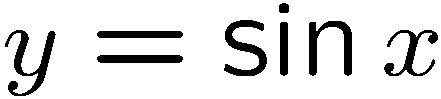 y = sin x